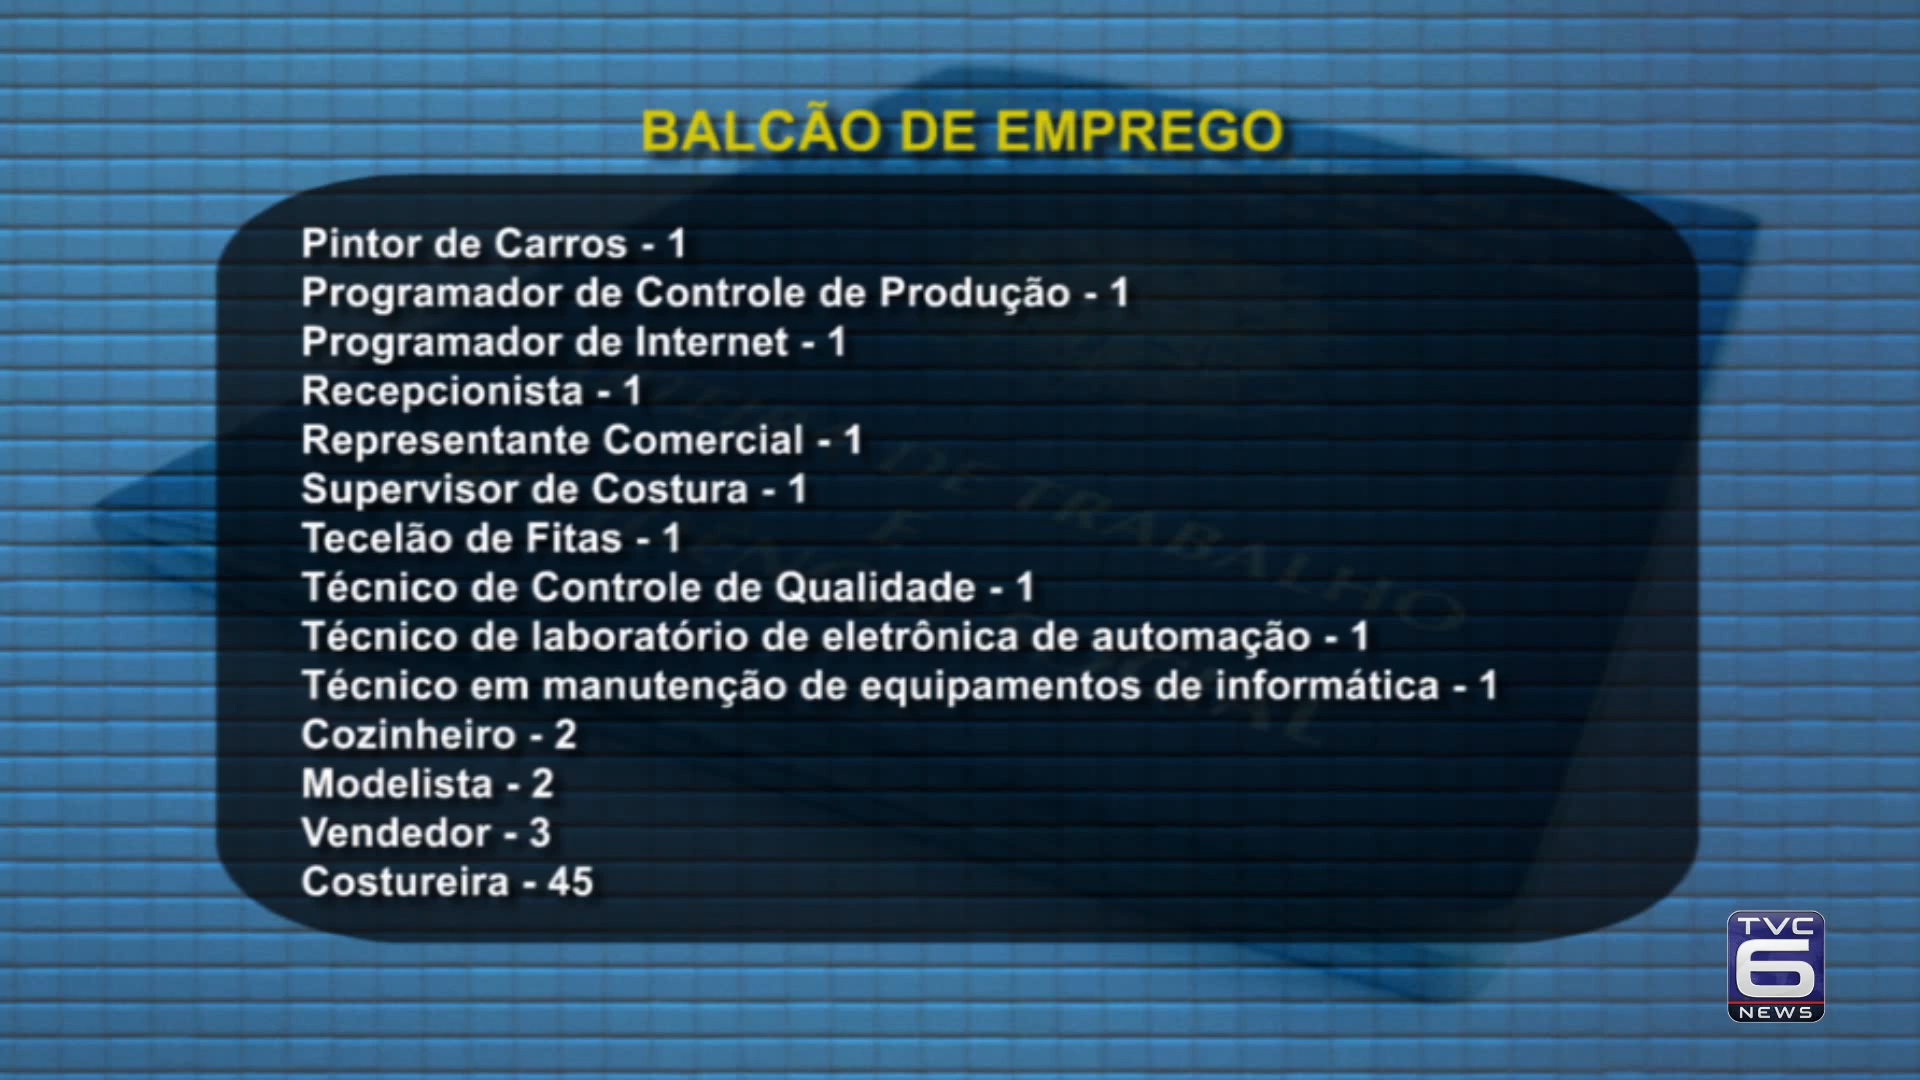 BALCÃO DE EMPREGO
Pintor de Carros - 1
Programador de Controle de Produção - 1
Programador de Internet - 1
Recepcionista - 1
Representante Comercial - 1
Supervisor de Costura - 1
Tecelão de Fitas - 1
Técnico de Controle de Qualidade - 1
Técnico de laboratório de eletrônica de automação - 1
Técnico em manutenção de equipamentos de informática - 1
Cozinheiro - 2
Modelista - 2
Vendedor - 3
Costureira - 45
DE TRABALHO
E
TVC
6
NEWS